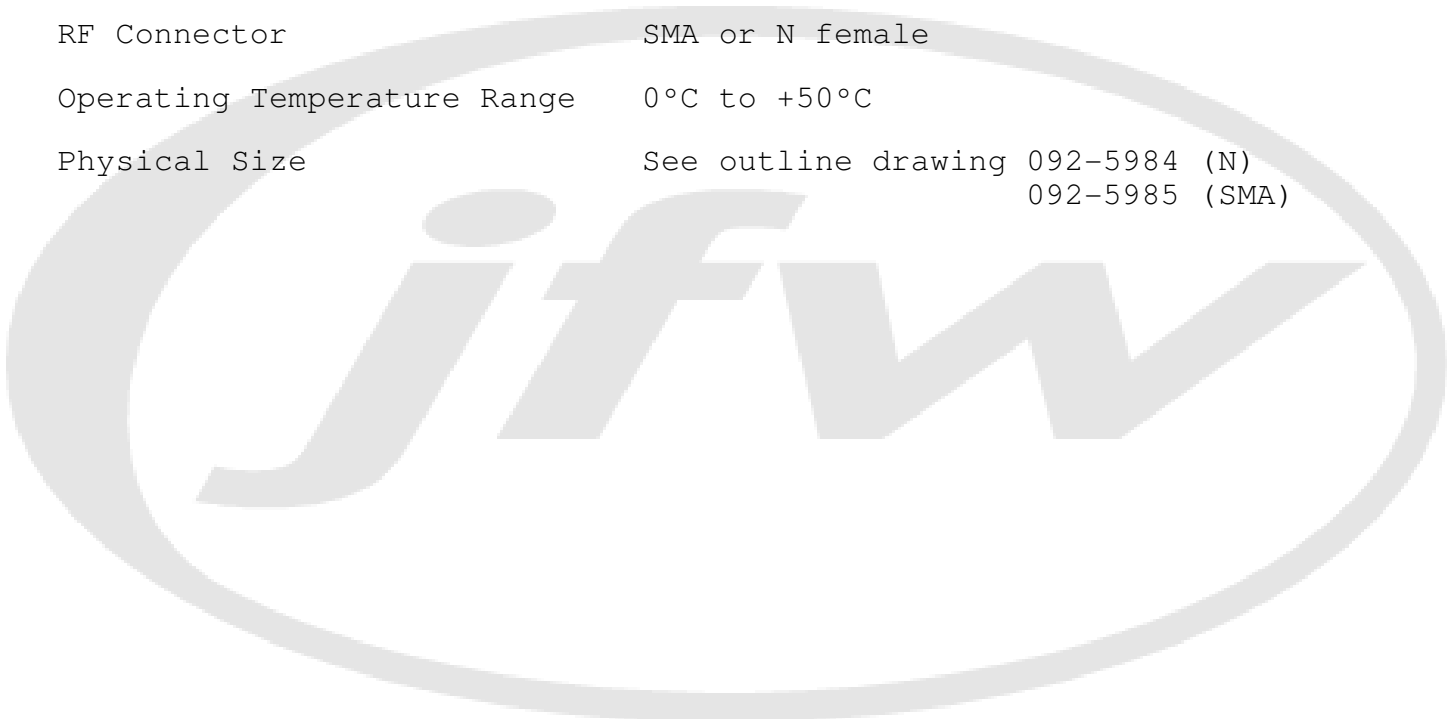 RF Connector SMA or N female
Operating Temperature Range 0°C to +50°C
Physical Size See outline drawing 092-5984 (N)
092-5985 (SMA)
jfw